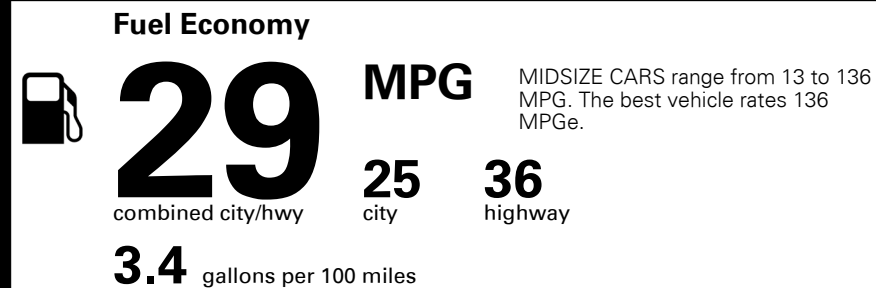 Fuel Economy
29 MPG
MIDSIZE CARS range from 13 to 136
MPG. The best vehicle rates 136
MPGe.
combined city/hwy
25
city
36
highway
3.4 gallons per 100 miles